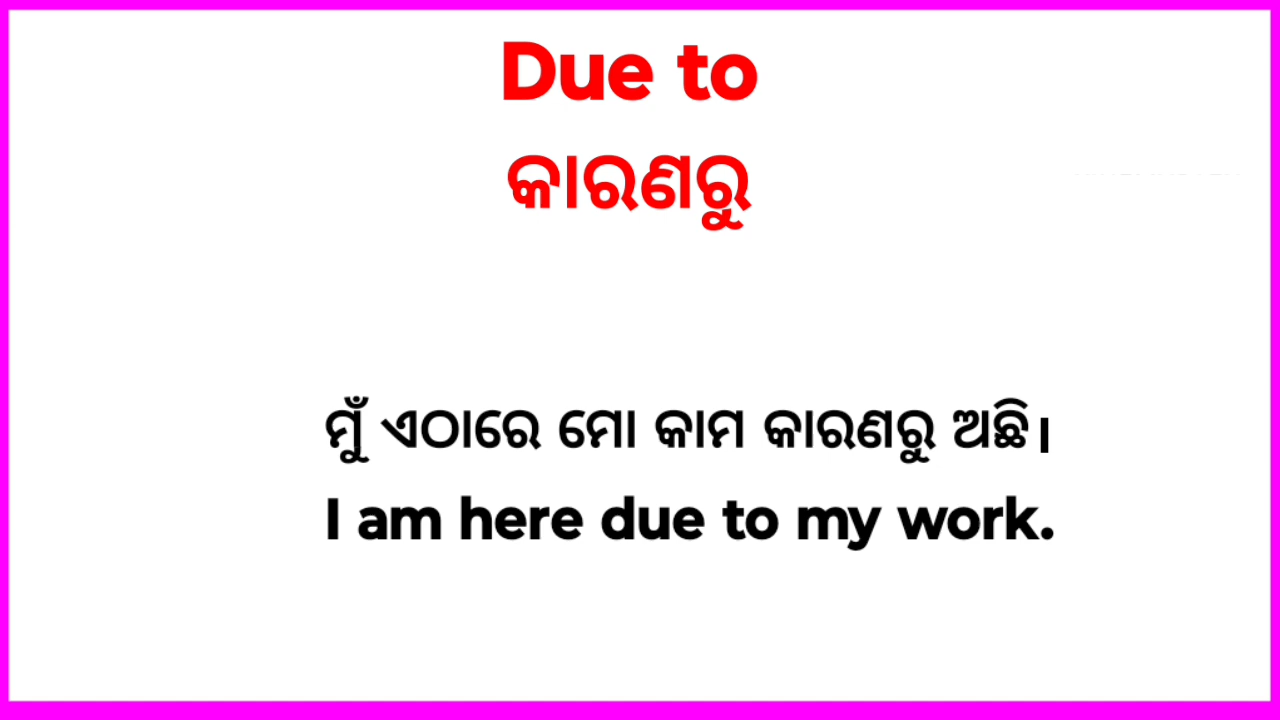 Due to
କାରଣରୁ
ମୁଁ ଏଠାରେ ମୋ କାମ କାରଣରୁ ଅଛି।
I am here due to my work.